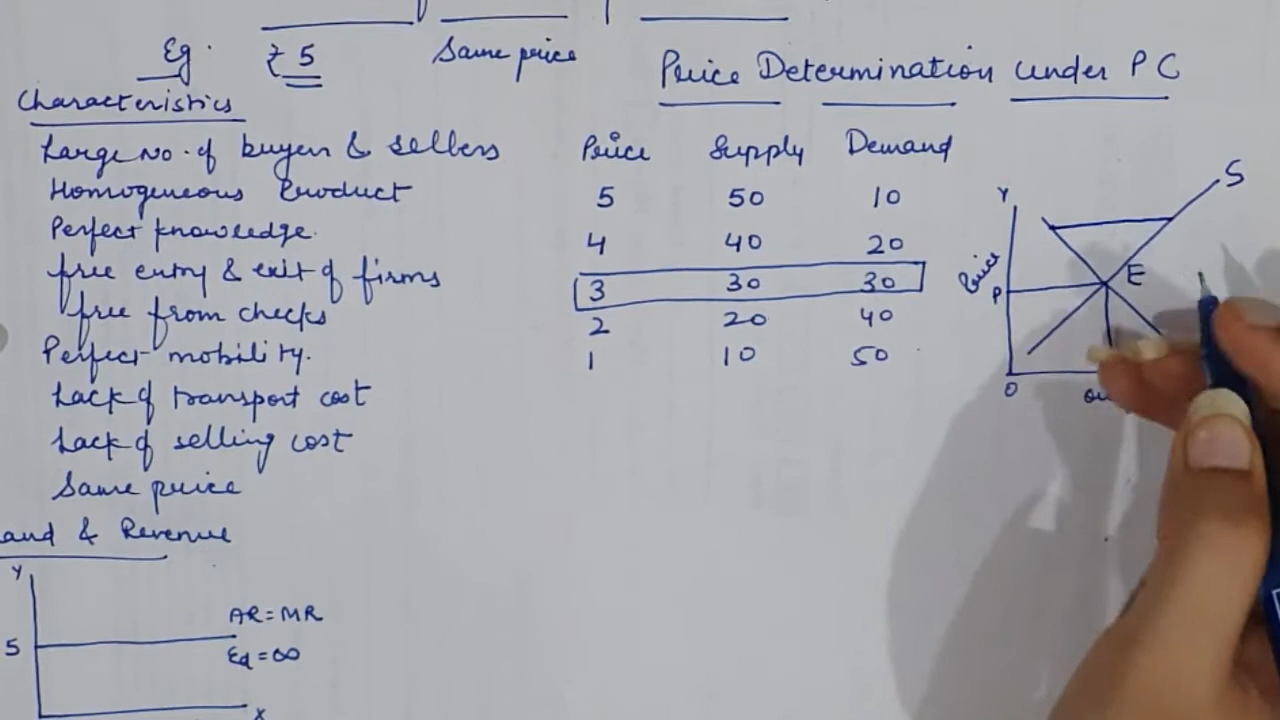 Eg. ₹ 5 Same price
Characteristics
Large No. of buyers & sellers
Homogeneous Product
Perfect knowledge.
free entry & exit of firms
free from checks
Perfect mobility.
Lack of transport cost
Lack of selling cost
Same price
and & Revenue
Y
5
AR=MR
Ed=∞
X
Price Determination under PC
Price Supply Demand
5 50 10
4 40 20
3 30 30
2 20 40
1 10 50
Y
S
Price
P
E
O
ou